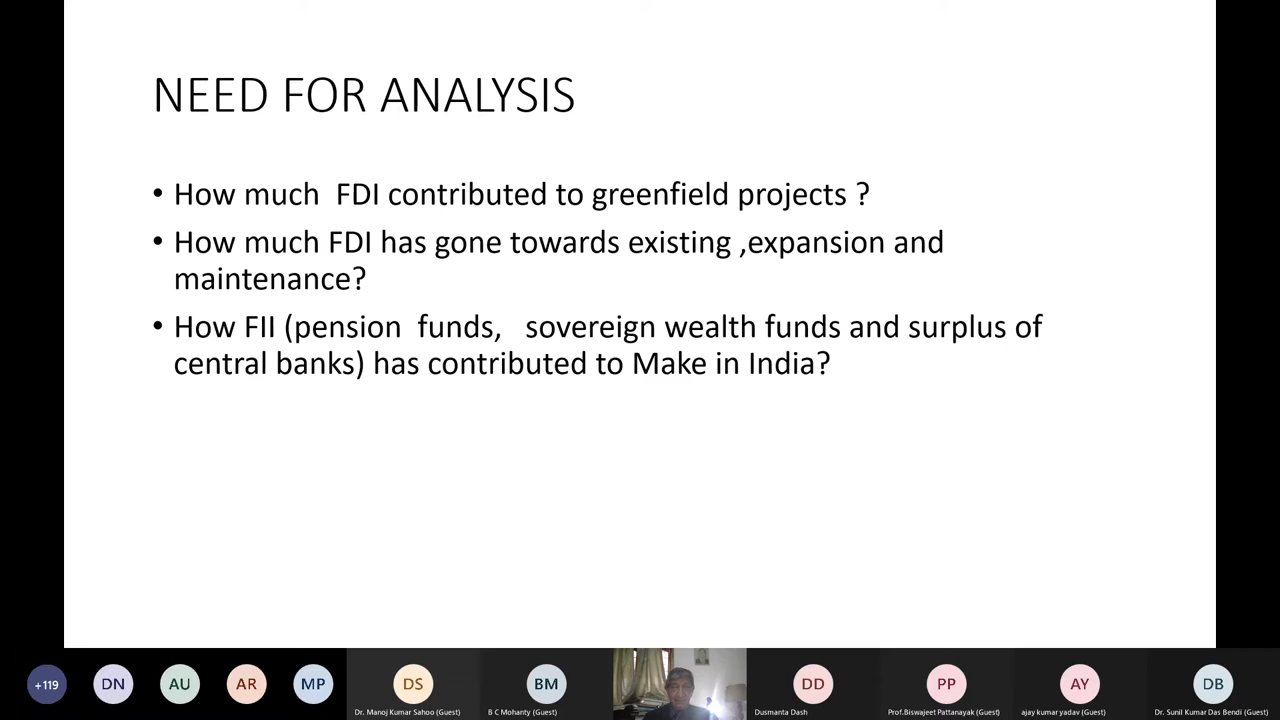 NEED FOR ANALYSIS
• How much FDI contributed to greenfield projects ?
• How much FDI has gone towards existing ,expansion and
maintenance?
• How FII (pension funds, sovereign wealth funds and surplus of
central banks) has contributed to Make in India?
+119 DN AU AR MP DS BM DD PP AY DB
Dr. Manoj Kumar Sahoo (Guest) B C Mohanty (Guest) Dusmanta Dash Prof.Biswajeet Pattanayak (Guest) ajay kumar yadav (Guest) Dr. Sunil Kumar Das Bendi (Guest)